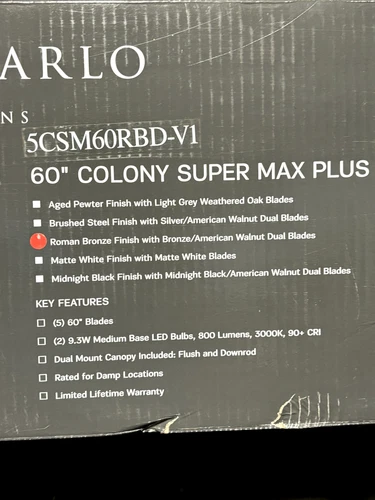 ARLO
NS
5CSM60RBD-V1
60" COLONY SUPER MAX PLUS
Aged Pewter Finish with Light Grey Weathered Oak Blades
Brushed Steel Finish with Silver/American Walnut Dual Blades
Roman Bronze Finish with Bronze/American Walnut Dual Blades
Matte White Finish with Matte White Blades
Midnight Black Finish with Midnight Black/American Walnut Dual Blades
KEY FEATURES
(5) 60" Blades
(2) 9.3W Medium Base LED Bulbs, 800 Lumens, 3000K, 90+ CRI
Dual Mount Canopy Included: Flush and Downrod
Rated for Damp Locations
Limited Lifetime Warranty